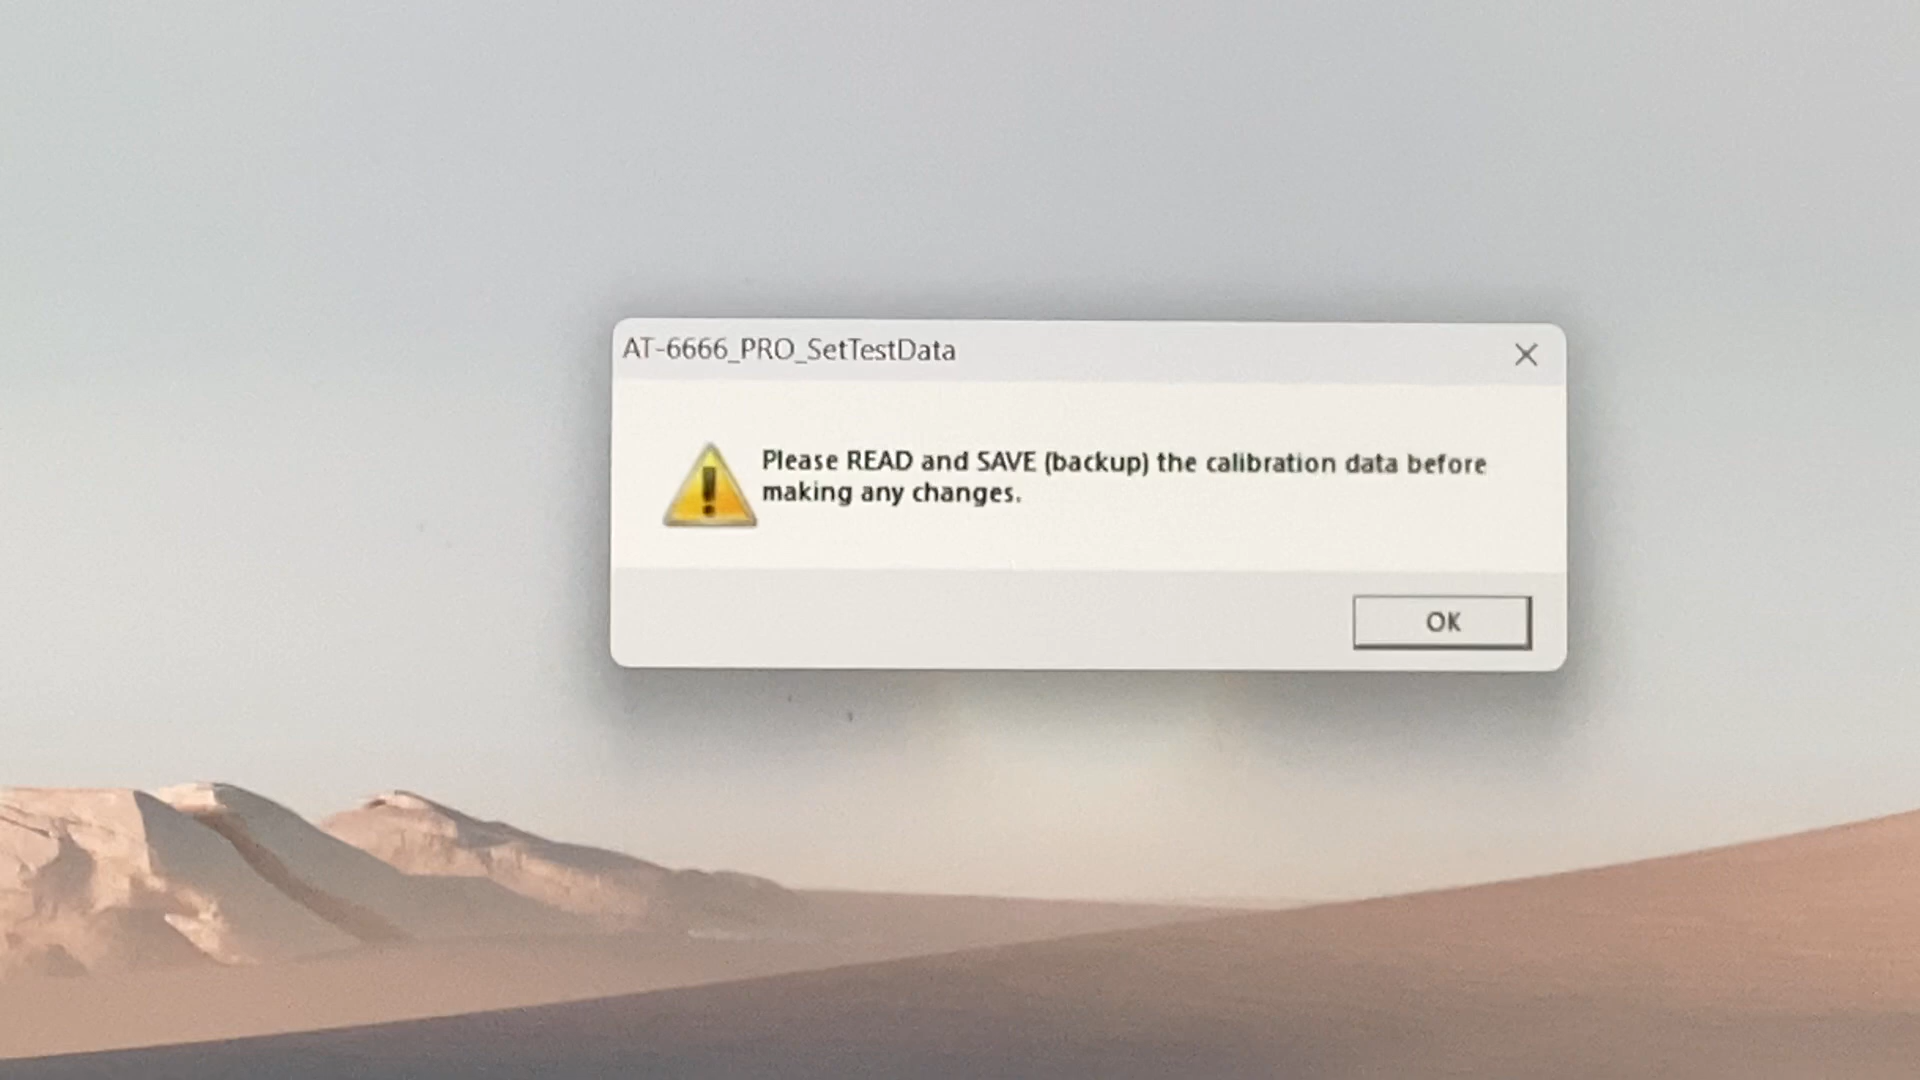 AT-6666_PRO_SetTestData
Please READ and SAVE (backup) the calibration data before
making any changes.
OK